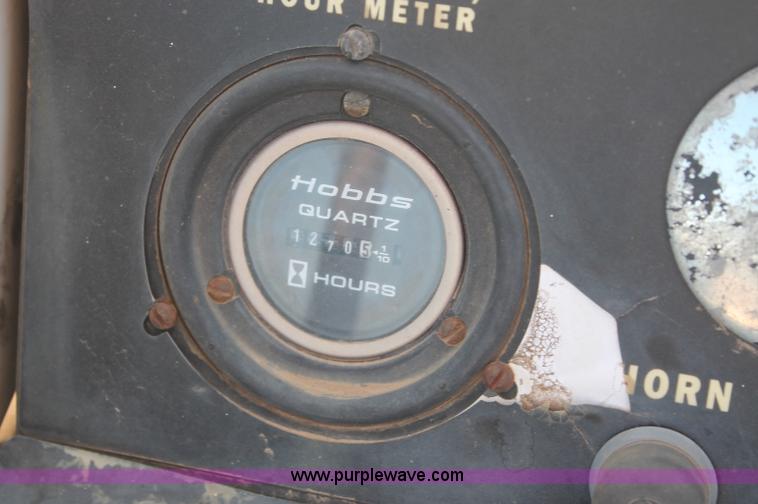 HOUR METER
Hobbs
QUARTZ
12705 1/10
HOURS
HORN
www.purplewave.com